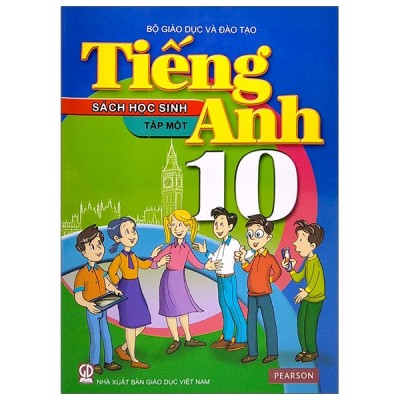 BỘ GIÁO DỤC VÀ ĐÀO TẠO
Tiếng
SÁCH HỌC SINH
TẬP MỘT
Anh
10
GD
NHÀ XUẤT BẢN GIÁO DỤC VIỆT NAM
PEARSON